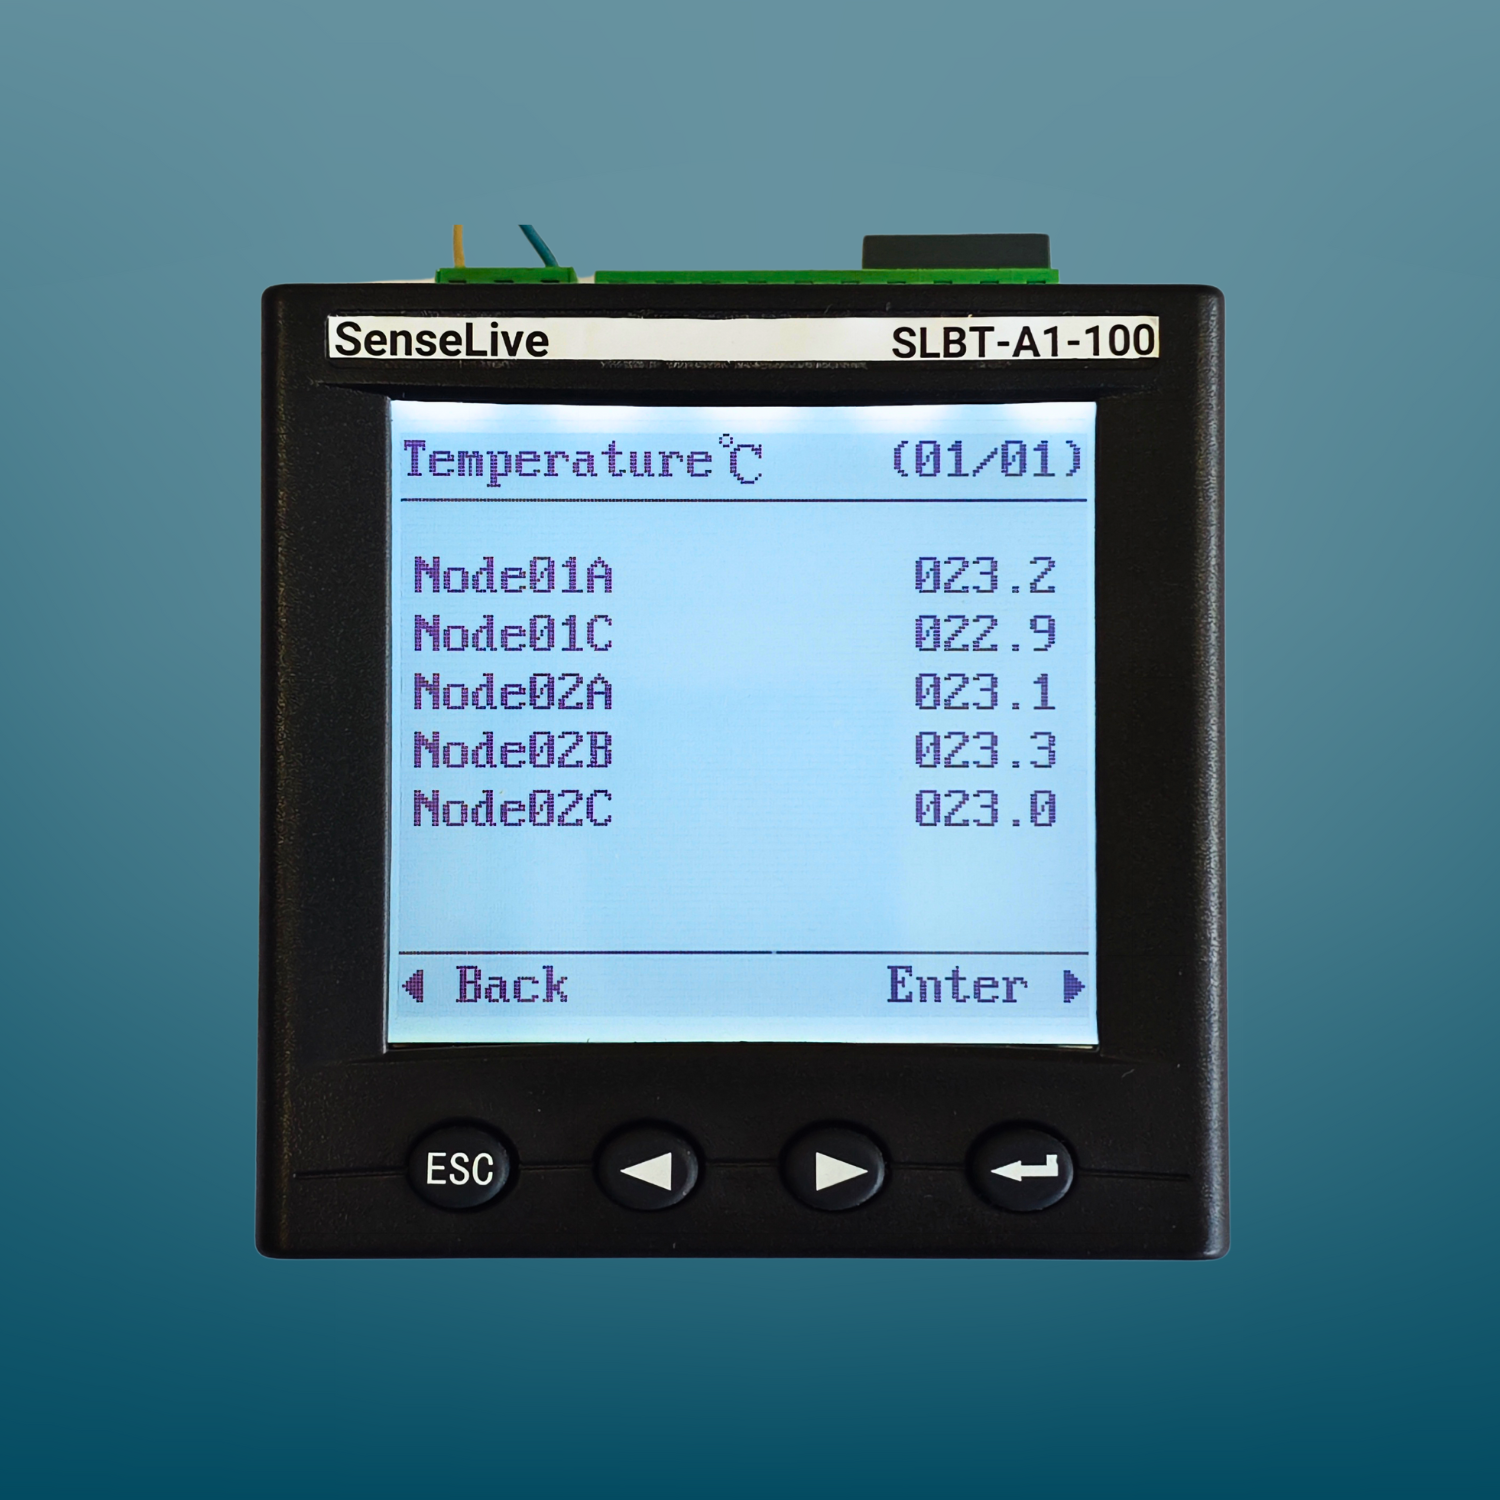 SenseLive SLBT-A1-100
Temperature℃ (01/01)
Node01A 023.2
Node01C 022.9
Node02A 023.1
Node02B 023.3
Node02C 023.0
◀ Back Enter ▶
ESC